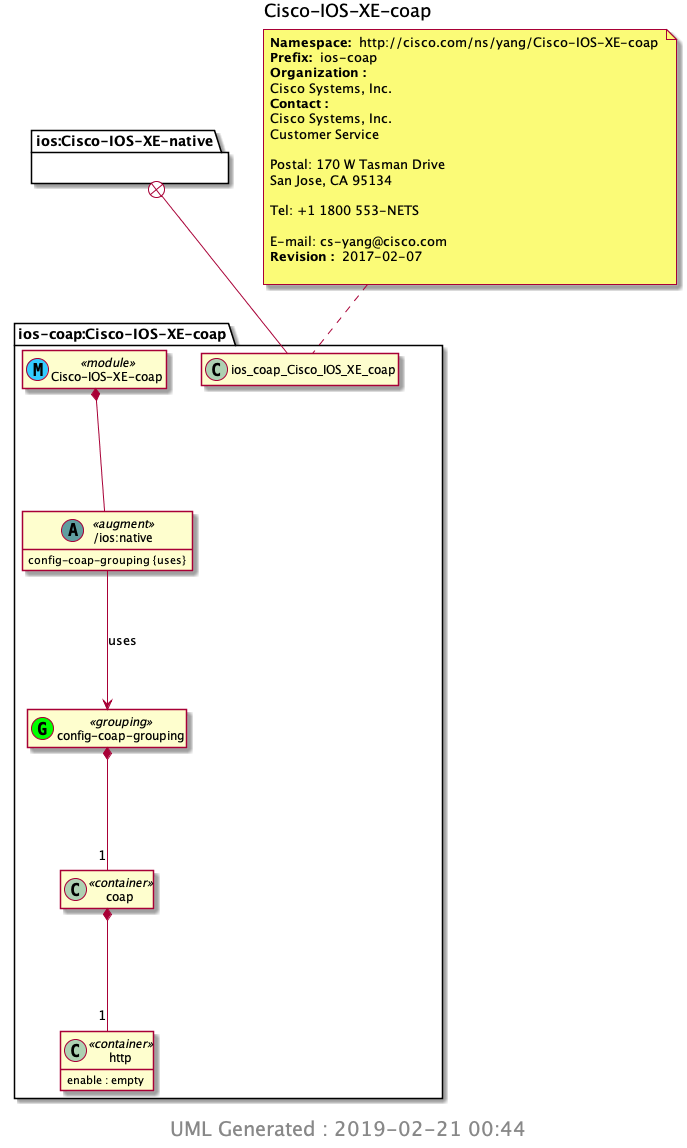 Cisco-IOS-XE-coap
Namespace: http://cisco.com/ns/yang/Cisco-IOS-XE-coap
Prefix: ios-coap
Organization :
Cisco Systems, Inc.
Contact :
Cisco Systems, Inc.
Customer Service
Postal: 170 W Tasman Drive
San Jose, CA 95134
Tel: +1 1800 553-NETS
E-mail: cs-yang@cisco.com
Revision : 2017-02-07
ios:Cisco-IOS-XE-native
ios-coap:Cisco-IOS-XE-coap
M
«module»
Cisco-IOS-XE-coap
C ios_coap_Cisco_IOS_XE_coap
A
«augment»
/ios:native
config-coap-grouping {uses}
uses
G
«grouping»
config-coap-grouping
1
C
«container»
coap
1
C
«container»
http
enable : empty
UML Generated : 2019-02-21 00:44